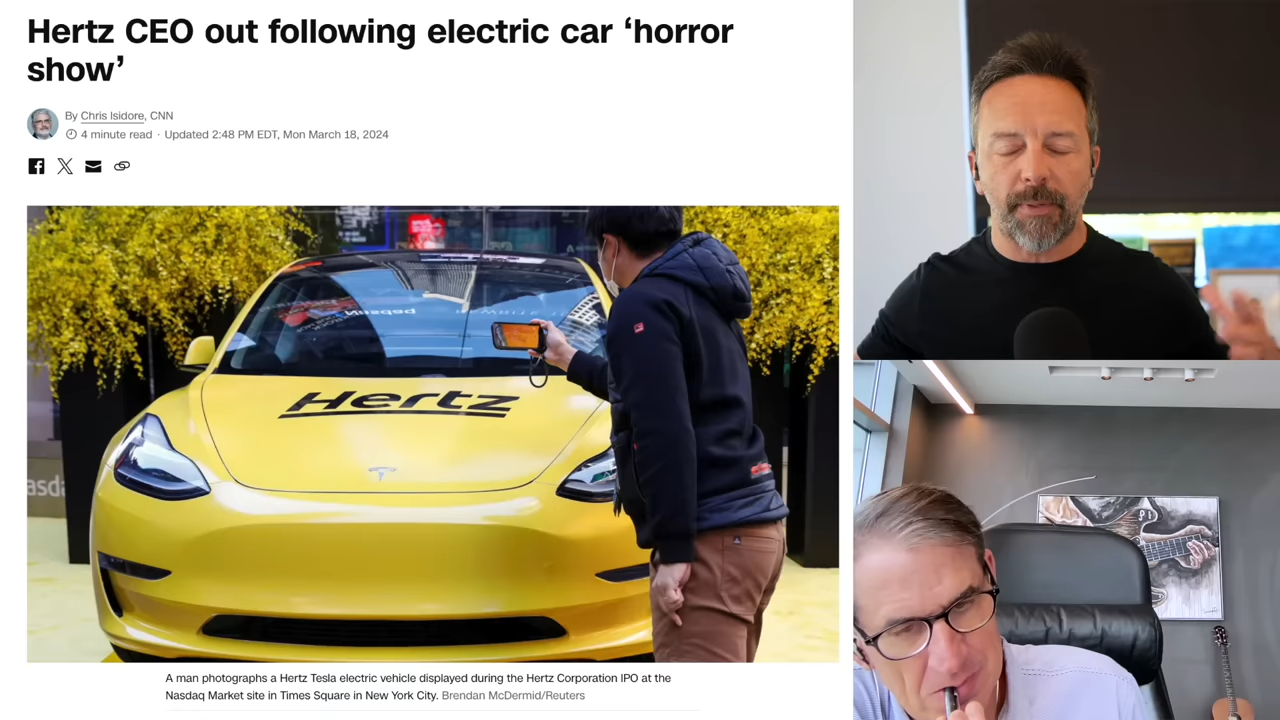 Hertz CEO out following electric car ‘horror
show’
By Chris Isidore, CNN
4 minute read · Updated 2:48 PM EDT, Mon March 18, 2024
Nasdaq
Hertz
asda
A man photographs a Hertz Tesla electric vehicle displayed during the Hertz Corporation IPO at the
Nasdaq Market site in Times Square in New York City. Brendan McDermid/Reuters